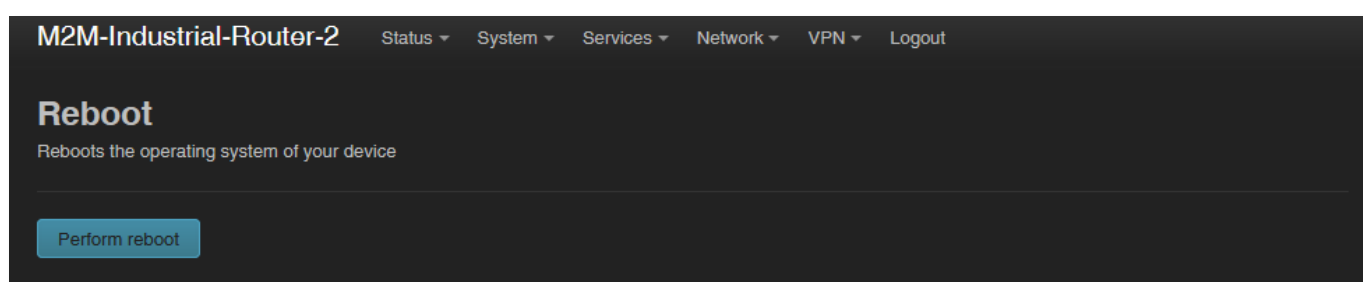 M2M-Industrial-Router-2 Status System Services Network VPN Logout
Reboot
Reboots the operating system of your device
Perform reboot